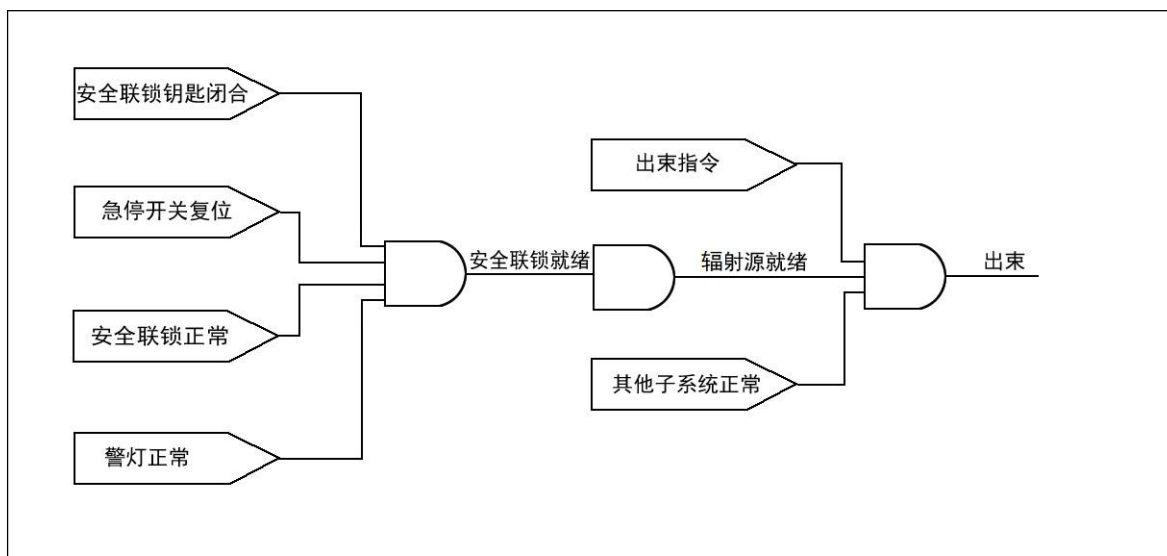 安全联锁钥匙闭合
急停开关复位
安全联锁正常
警灯正常
安全联锁就绪
出束指令
辐射源就绪
其他子系统正常
出束